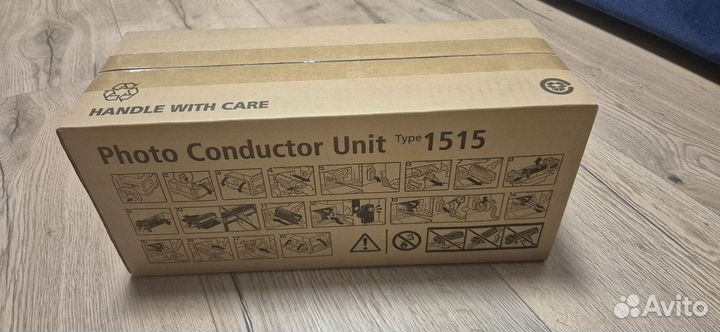 HANDLE WITH CARE
Photo Conductor Unit Type 1515
Avito